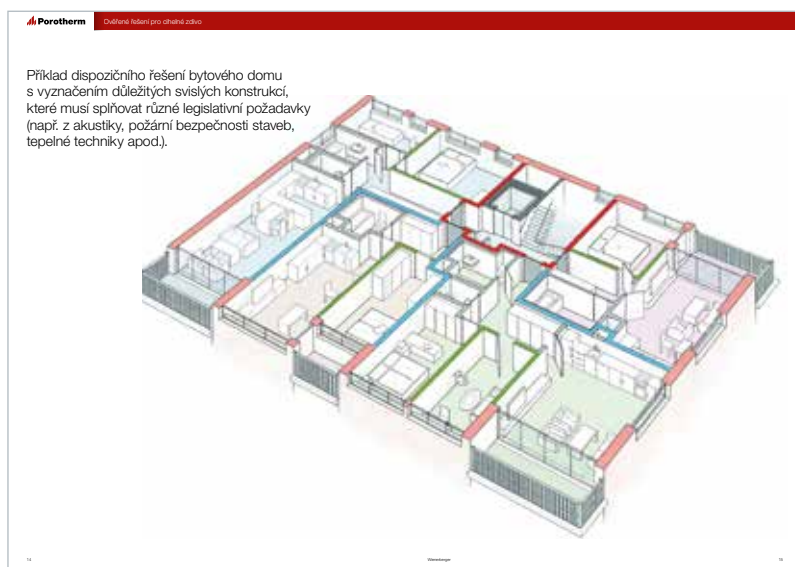 Porotherm
Ověřené řešení pro cihelné zdivo
Příklad dispozičního řešení bytového domu
s vyznačením důležitých svislých konstrukcí,
které musí splňovat různé legislativní požadavky
(např. z akustiky, požární bezpečnosti staveb,
tepelné techniky apod.).
14
Wienerberger
15